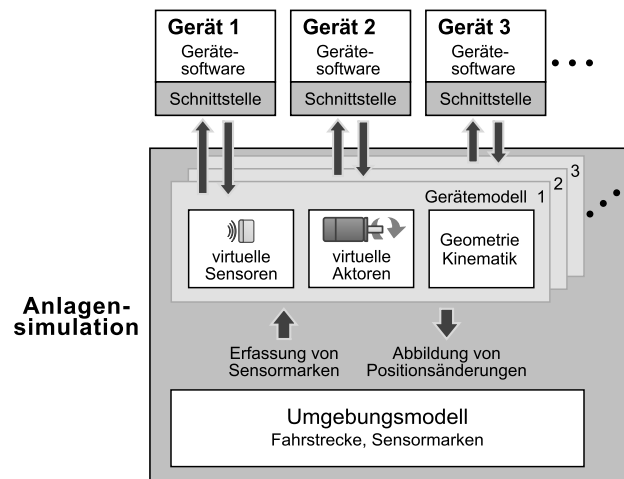 Gerät 1
Geräte-
software
Schnittstelle
Gerät 2
Geräte-
software
Schnittstelle
Gerät 3
Geräte-
software
Schnittstelle
3
2
Gerätemodell 1
virtuelle
Sensoren
virtuelle
Aktoren
Geometrie
Kinematik
Anlagen-
simulation
Erfassung von
Sensormarken
Abbildung von
Positionsänderungen
Umgebungsmodell
Fahrstrecke, Sensormarken